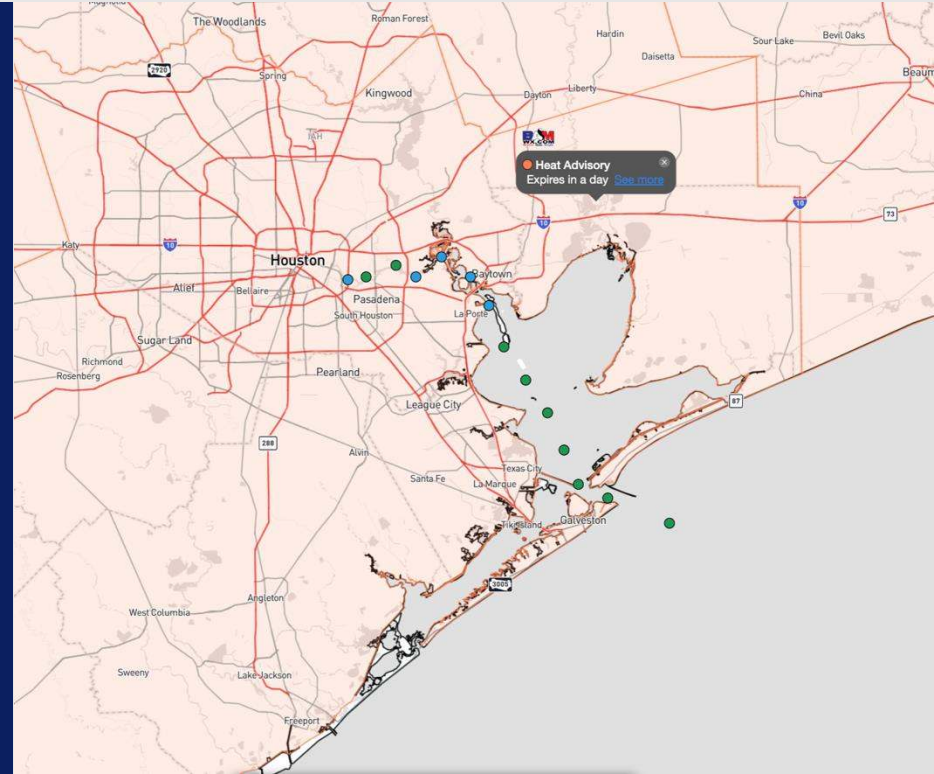 The Woodlands
Roman Forest
Hardin
Sour Lake
Bevil Oaks
Daisetta
2920
Spring
Kingwood
Dayton
Liberty
China
IAH
Heat Advisory
Expires in a day See more
10
10
73
Katy
10
Houston
Baytown
Alief
Bellaire
Pasadena
South Houston
La Porte
Sugar Land
Richmond
Rosenberg
Pearland
League City
87
288
Alvin
Texas City
Santa Fe
La Marque
Tiki Island
Galveston
3005
Angleton
West Columbia
Sweeny
Lake Jackson
Freeport